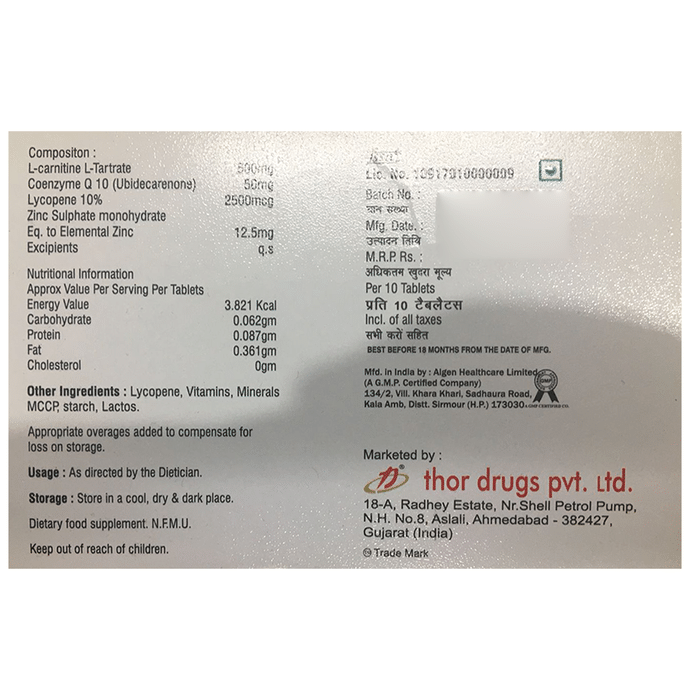 Compositon :
L-carnitine L-Tartrate 500mg
Coenzyme Q 10 (Ubidecarenone) 50mg
Lycopene 10% 2500mcg
Zinc Sulphate monohydrate
Eq. to Elemental Zinc 12.5mg
Excipients q.s
Nutritional Information
Approx Value Per Serving Per Tablets
Energy Value 3.821 Kcal
Carbohydrate 0.062gm
Protein 0.087gm
Fat 0.361gm
Cholesterol 0gm
Other Ingredients : Lycopene, Vitamins, Minerals
MCCP, starch, Lactos.
Appropriate overages added to compensate for
loss on storage.
Usage : As directed by the Dietician.
Storage : Store in a cool, dry & dark place.
Dietary food supplement. N.F.M.U.
Keep out of reach of children.
fssai
Lic. No. 10917010000009
Batch No. :
घान संख्या
Mfg. Date. :
उत्पादन तिथि
M.R.P. Rs. :
अधिकतम खुदरा मूल्य
Per 10 Tablets
प्रति 10 टैबलैटस
Incl. of all taxes
सभी करों सहित
BEST BEFORE 18 MONTHS FROM THE DATE OF MFG.
Mfd. in India by : Algen Healthcare Limited
(A G.M.P. Certified Company)
134/2, Vill. Khara Khari, Sadhaura Road,
Kala Amb, Distt. Sirmour (H.P.) 173030
GMP
A GMP CERTIFIED CO.
Marketed by :
thor drugs pvt. Ltd.
18-A, Radhey Estate, Nr.Shell Petrol Pump,
N.H. No.8, Aslali, Ahmedabad - 382427,
Gujarat (India)
Trade Mark